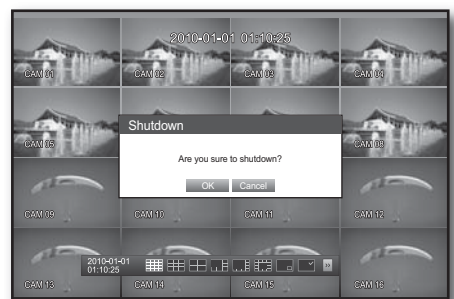 2010-01-01 01:10:25
CAM 01
CAM 02
CAM 03
CAM 04
CAM 05
CAM 08
Shutdown
Are you sure to shutdown?
OK Cancel
CAM 09
CAM 10
CAM 11
CAM 12
2010-01-01
01:10:25
CAM 13
CAM 14
CAM 15
CAM 16